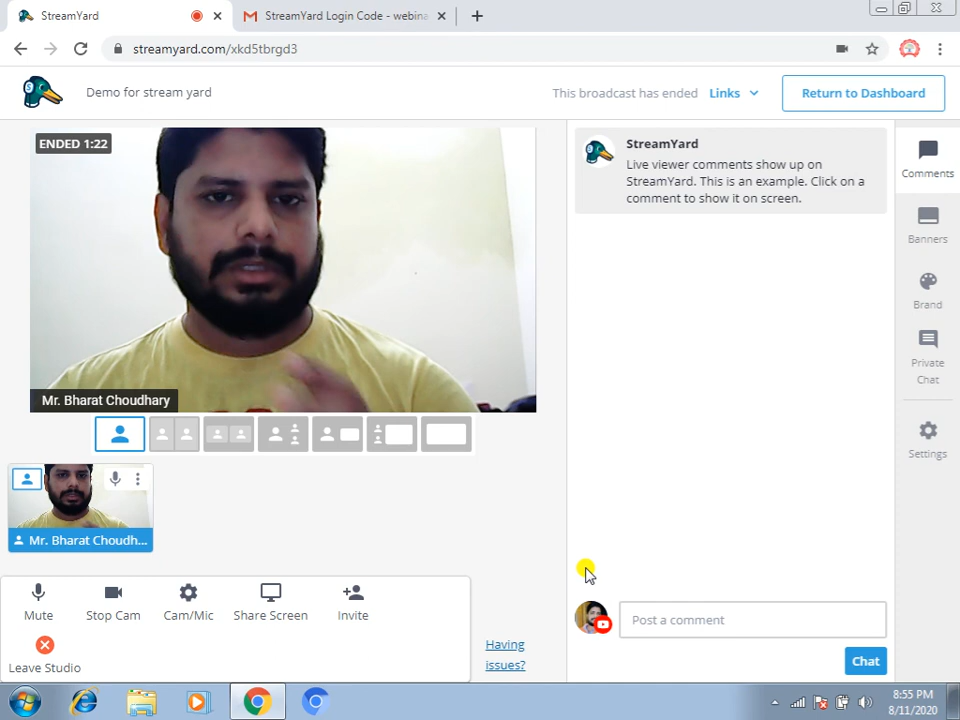 StreamYard
StreamYard Login Code - webina
streamyard.com/xkd5tbrgd3
Demo for stream yard
This broadcast has ended
Links
Return to Dashboard
ENDED 1:22
Mr. Bharat Choudhary
StreamYard
Live viewer comments show up on
StreamYard. This is an example. Click on a
comment to show it on screen.
Comments
Banners
Brand
Private
Chat
Settings
Mr. Bharat Choudh...
Mute
Stop Cam
Cam/Mic
Share Screen
Invite
Leave Studio
Having
issues?
Post a comment
Chat
8:55 PM
8/11/2020